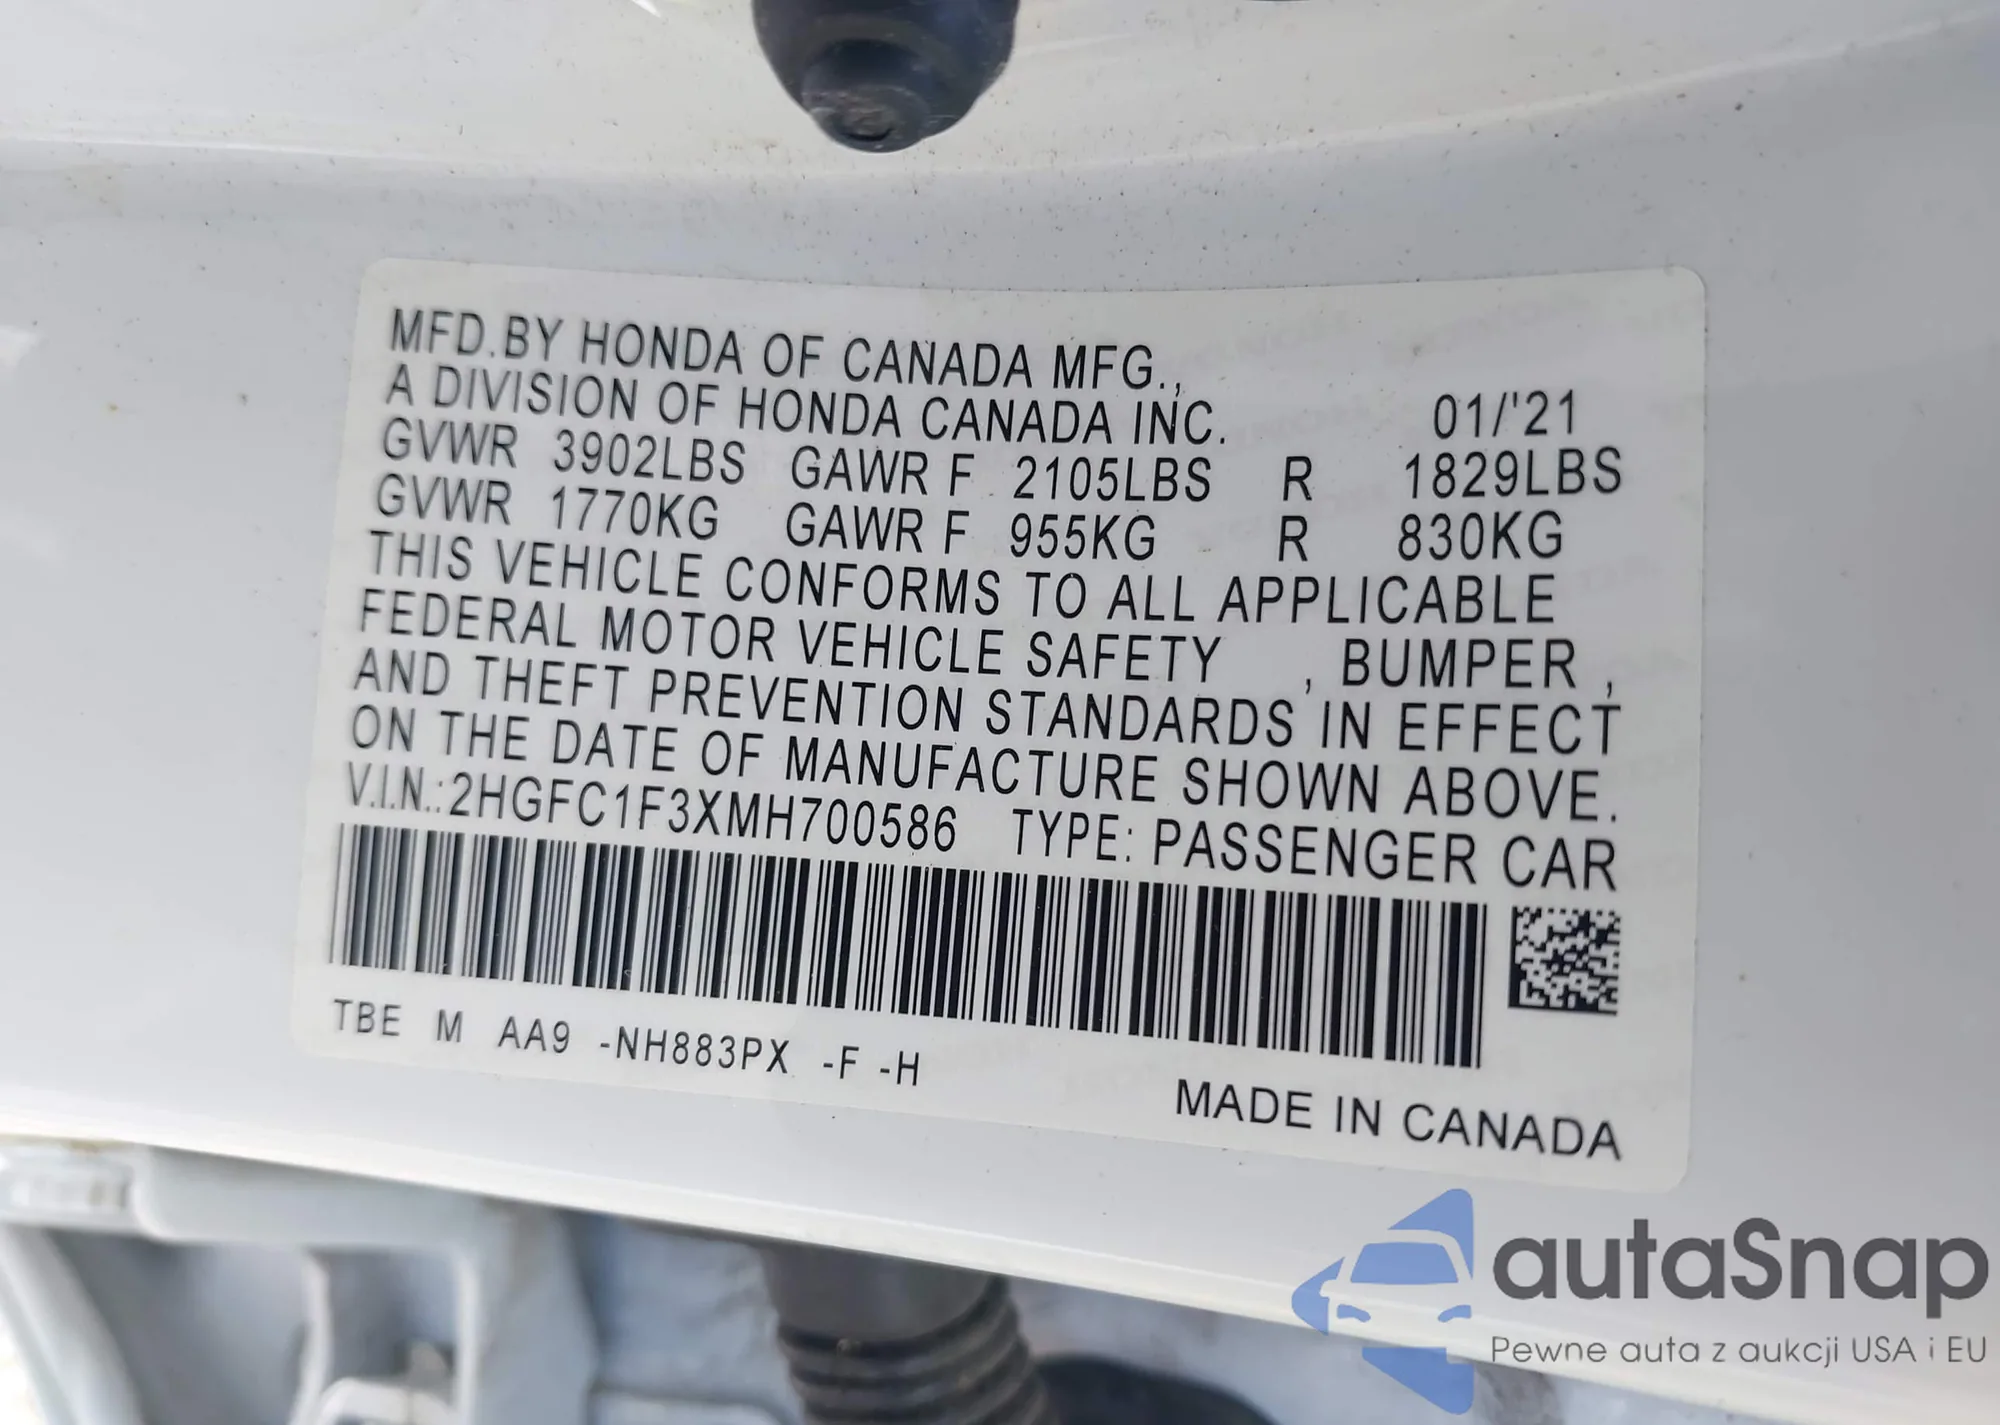 MFD.BY HONDA OF CANADA MFG.,
A DIVISION OF HONDA CANADA INC. 01/'21
GVWR 3902LBS GAWR F 2105LBS R 1829LBS
GVWR 1770KG GAWR F 955KG R 830KG
THIS VEHICLE CONFORMS TO ALL APPLICABLE
FEDERAL MOTOR VEHICLE SAFETY , BUMPER ,
AND THEFT PREVENTION STANDARDS IN EFFECT
ON THE DATE OF MANUFACTURE SHOWN ABOVE.
V.I.N.:2HGFC1F3XMH700586 TYPE: PASSENGER CAR
TBE M AA9 -NH883PX -F -H
MADE IN CANADA
autaSnap
Pewne auta z aukcji USA i EU